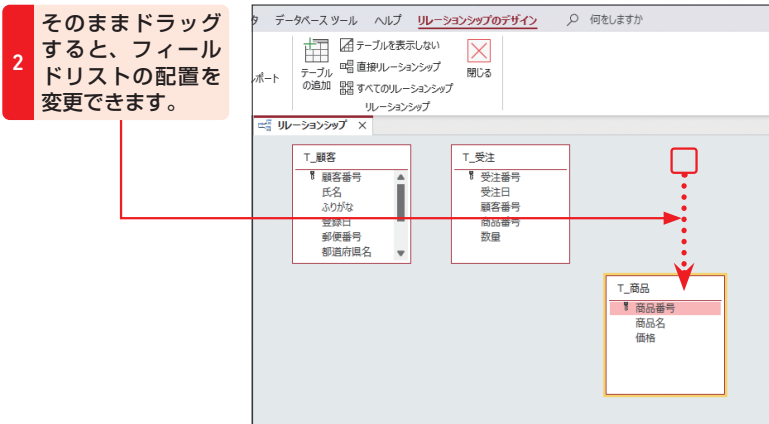 2
そのままドラッグ
すると、フィール
ドリストの配置を
変更できます。
タ データベース ツール ヘルプ リレーションシップのデザイン 何をしますか
ポート
テーブル
の追加
テーブルを表示しない
直接リレーションシップ
すべてのリレーションシップ
閉じる
リレーションシップ
リレーションシップ ×
T_顧客
顧客番号
氏名
ふりがな
登録日
郵便番号
都道府県名
T_受注
受注番号
受注日
顧客番号
商品番号
数量
T_商品
商品番号
商品名
価格